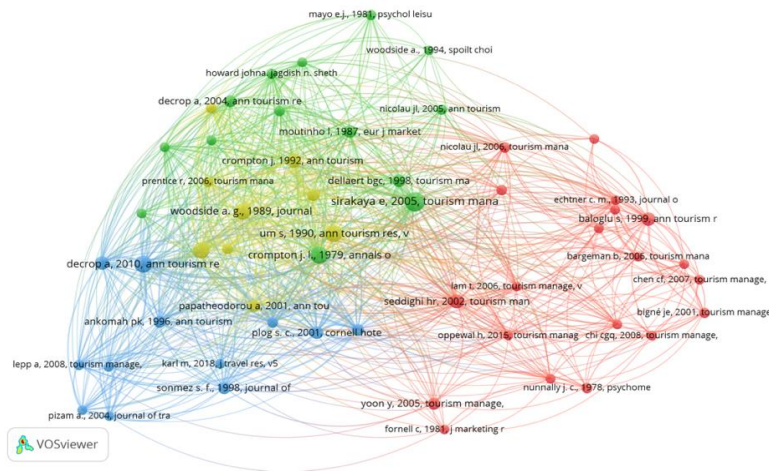 mayo e.j., 1981, psychol leisu
woodside a., 1994, spoilt choi
howard johna, jagdish n. sheth
decrop a, 2004, ann tourism re
nicolau jl, 2005, ann tourism
moutinho l, 1987, eur j market
nicolau jl, 2006, tourism mana
crompton j, 1992, ann tourism
prentice r, 2006, tourism mana
dellaert bgc, 1998, tourism ma
sirakaya e, 2005, tourism mana
echtner c. m., 1993, journal o
woodside a. g., 1989, journal
baloglu s, 1999, ann tourism r
um s, 1990, ann tourism res, v
crompton j. l., 1979, annals o
bargeman b, 2006, tourism mana
decrop a, 2010, ann tourism re
chen cf, 2007, tourism manage,
lam t, 2006, tourism manage, v
seddighi hr, 2002, tourism man
papatheodorou a, 2001, ann tou
bigné je, 2001, tourism manage
ankomah pk, 1996, ann tourism
plog s. c., 2001, cornell hote
oppewal h, 2015, tourism manag
chi cgq, 2008, tourism manage,
lepp a, 2008, tourism manage,
karl m, 2018, j travel res, v5
sonmez s. f., 1998, journal of
nunnally j. c., 1978, psychome
yoon y, 2005, tourism manage,
pizam a., 2004, journal of tra
fornell c, 1981, j marketing r
VOSviewer